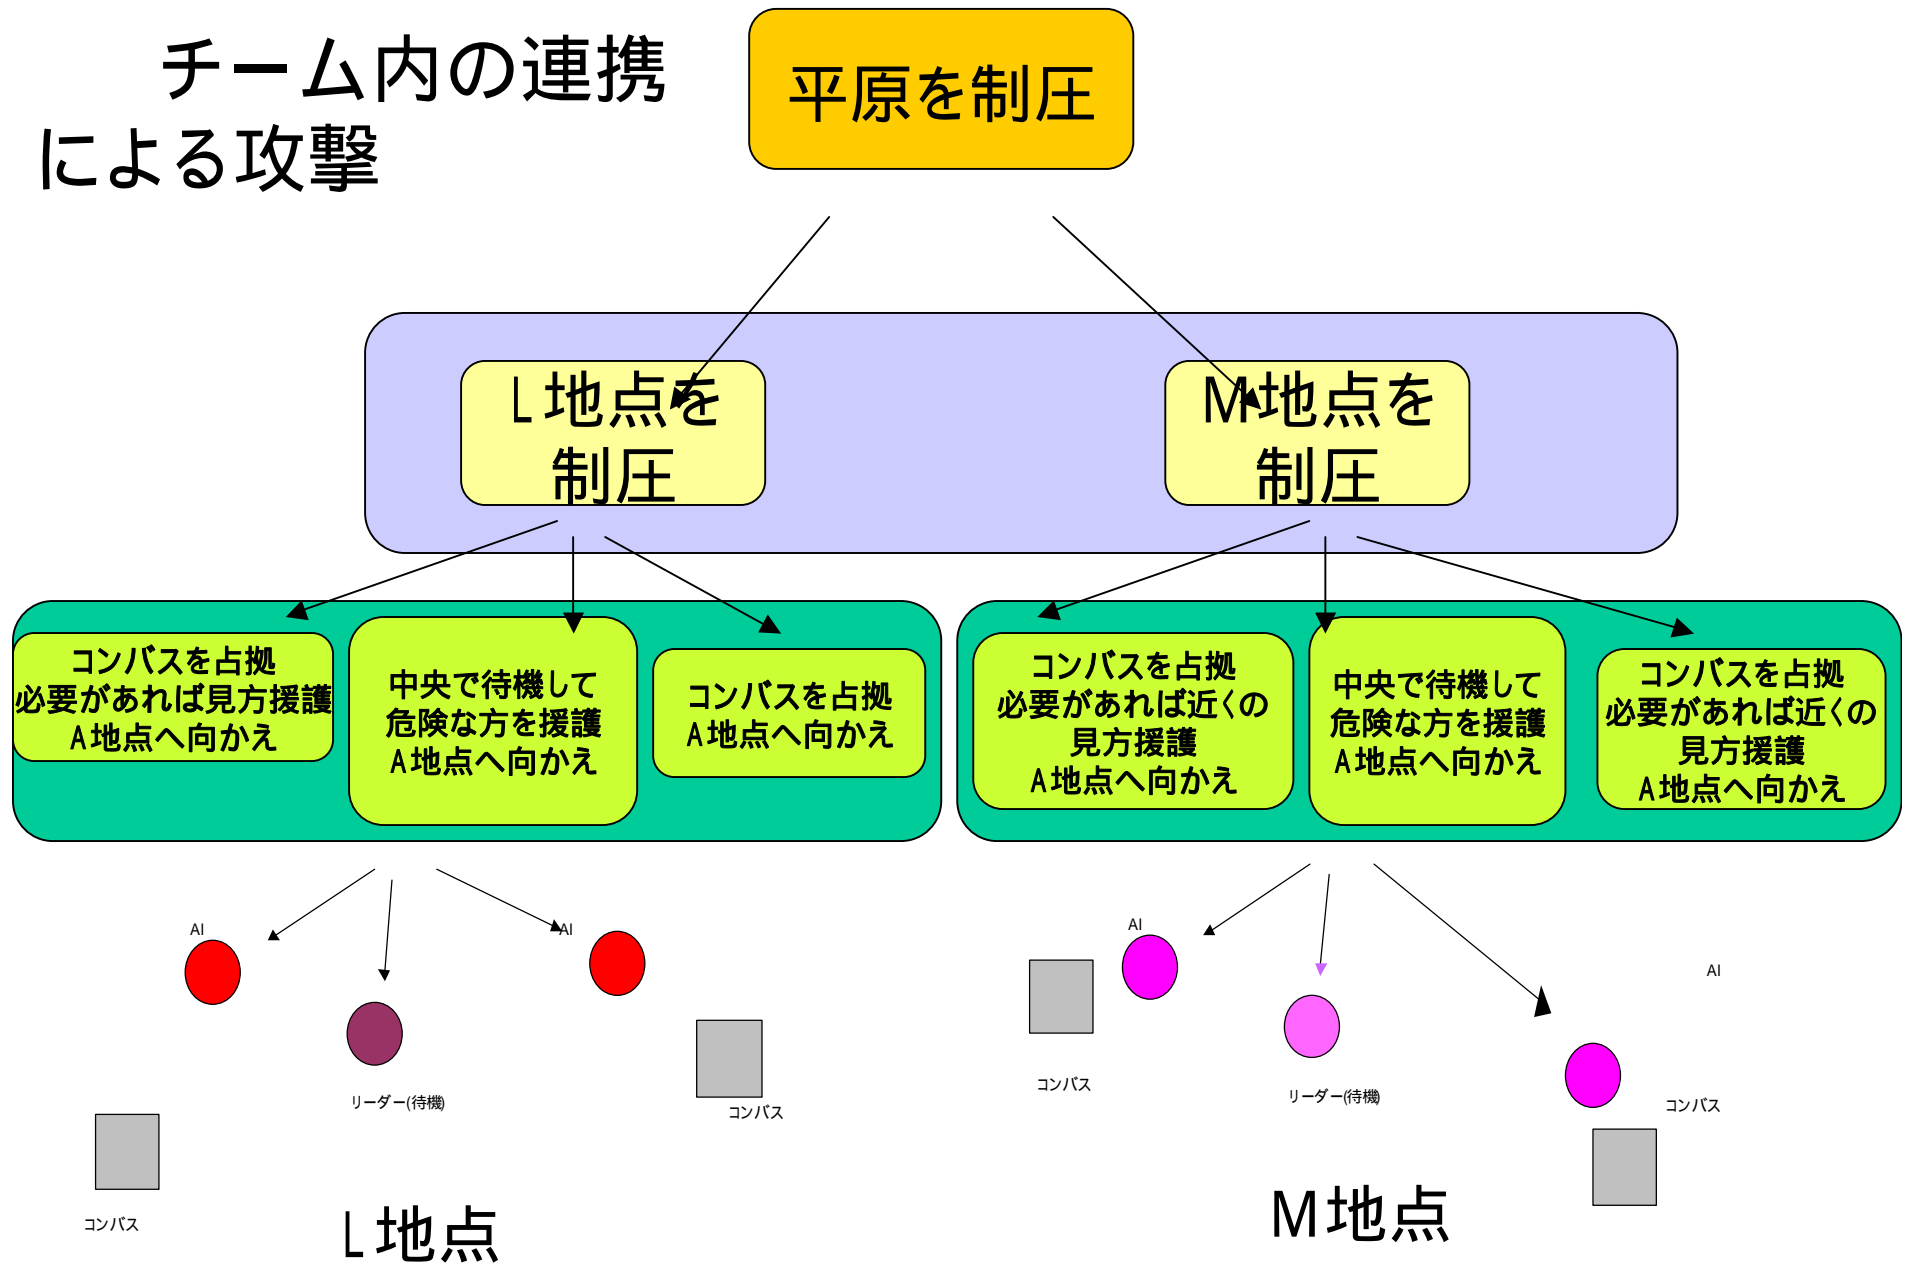 チーム内の連携
による攻撃
平原を制圧
L地点を
制圧
M地点を
制圧
コンバスを占拠
必要があれば見方援護
A地点へ向かえ
中央で待機して
危険な方を援護
A地点へ向かえ
コンバスを占拠
A地点へ向かえ
コンバスを占拠
必要があれば近くの
見方援護
A地点へ向かえ
中央で待機して
危険な方を援護
A地点へ向かえ
コンバスを占拠
必要があれば近くの
見方援護
A地点へ向かえ
AI
AI
リーダー(待機)
コンバス
コンバス
L地点
AI
AI
コンバス
リーダー(待機)
コンバス
M地点